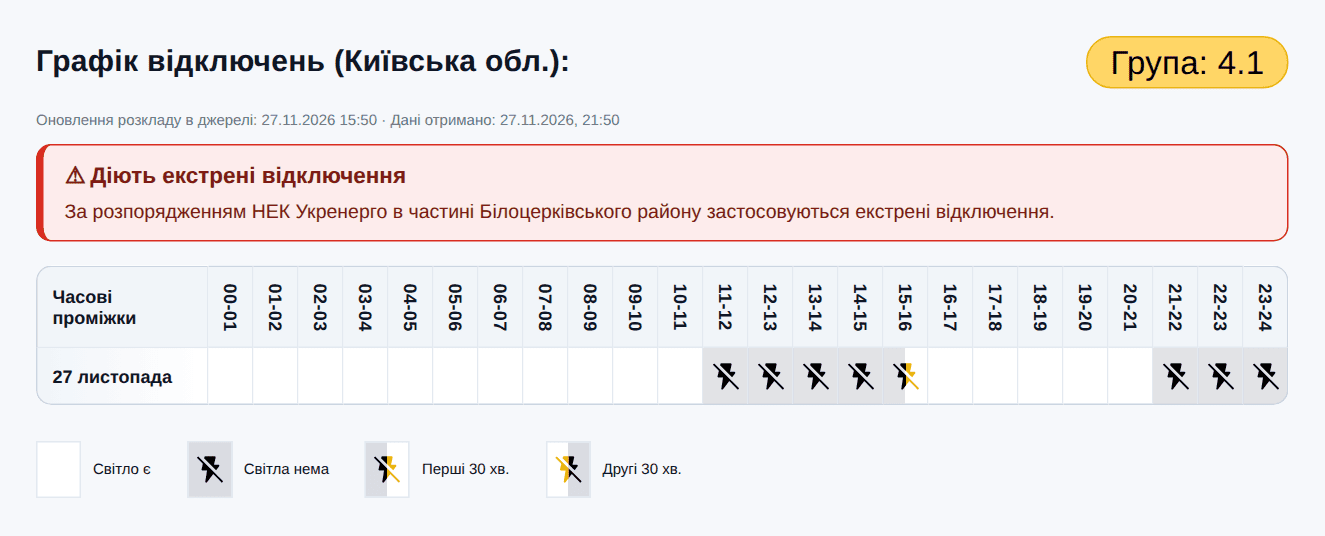 Графік відключень (Київська обл.):
Група: 4.1
Оновлення розкладу в джерелі: 27.11.2026 15:50 · Дані отримано: 27.11.2026, 21:50
⚠ Діють екстрені відключення
За розпорядженням НЕК Укренерго в частині Білоцерківського району застосовуються екстрені відключення.
Часові
проміжки
00-01 01-02 02-03 03-04 04-05 05-06 06-07 07-08 08-09 09-10 10-11 11-12 12-13 13-14 14-15 15-16 16-17 17-18 18-19 19-20 20-21 21-22 22-23 23-24
27 листопада
Світло є Світла нема Перші 30 хв. Другі 30 хв.